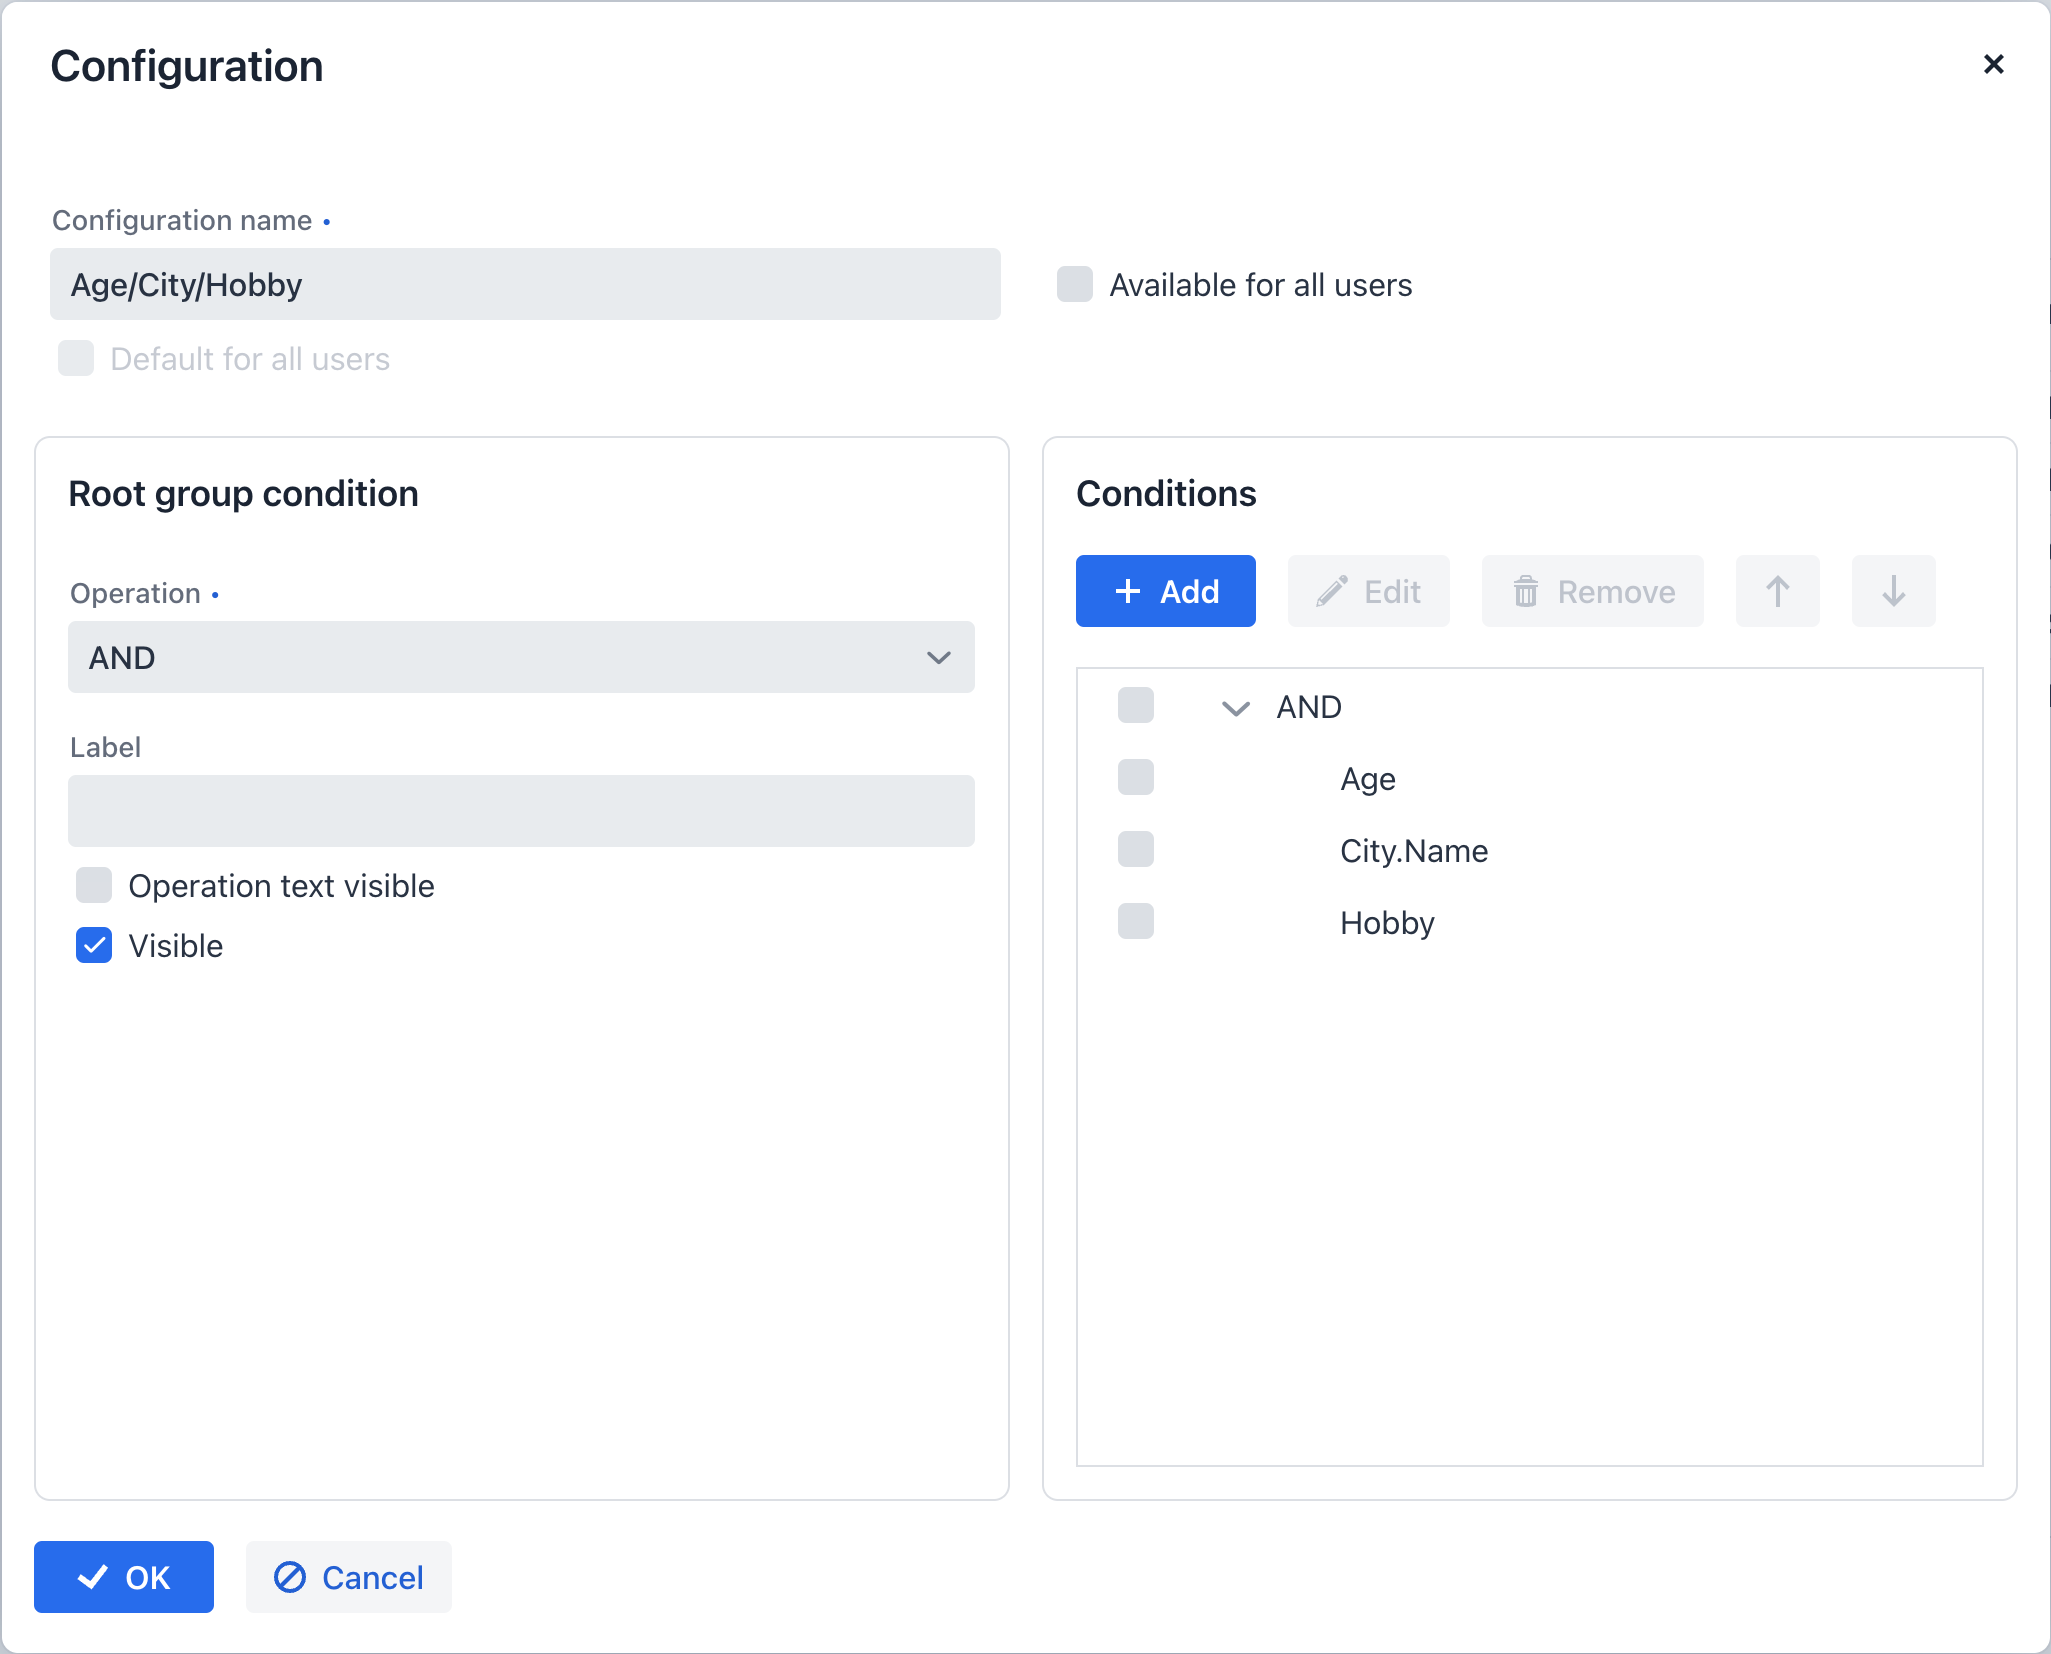 Configuration
Configuration name •
Age/City/Hobby
Available for all users
Default for all users
Root group condition
Operation •
AND
Label
Operation text visible
Visible
Conditions
Add
Edit
Remove
AND
Age
City.Name
Hobby
OK
Cancel